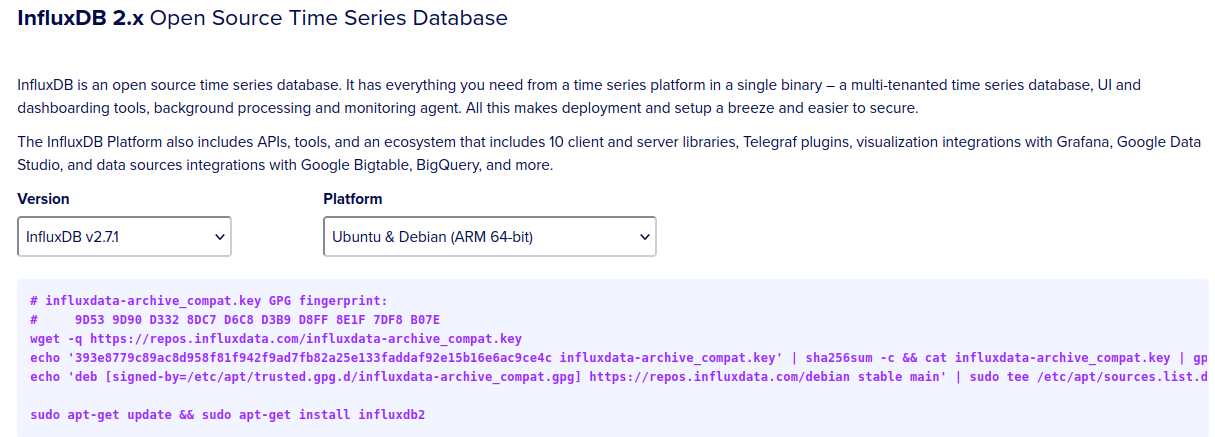 InfluxDB 2.x Open Source Time Series Database
InfluxDB is an open source time series database. It has everything you need from a time series platform in a single binary – a multi-tenanted time series database, UI and
dashboarding tools, background processing and monitoring agent. All this makes deployment and setup a breeze and easier to secure.
The InfluxDB Platform also includes APIs, tools, and an ecosystem that includes 10 client and server libraries, Telegraf plugins, visualization integrations with Grafana, Google Data
Studio, and data sources integrations with Google Bigtable, BigQuery, and more.
Version Platform
InfluxDB v2.7.1 Ubuntu & Debian (ARM 64-bit)
# influxdata-archive_compat.key GPG fingerprint:
#     9D53 9D90 D332 8DC7 D6C8 D3B9 D8FF 8E1F 7DF8 B07E
wget -q https://repos.influxdata.com/influxdata-archive_compat.key
echo '393e8779c89ac8d958f81f942f9ad7fb82a25e133faddaf92e15b16e6ac9ce4c influxdata-archive_compat.key' | sha256sum -c && cat influxdata-archive_compat.key | gp
echo 'deb [signed-by=/etc/apt/trusted.gpg.d/influxdata-archive_compat.gpg] https://repos.influxdata.com/debian stable main' | sudo tee /etc/apt/sources.list.d
sudo apt-get update && sudo apt-get install influxdb2